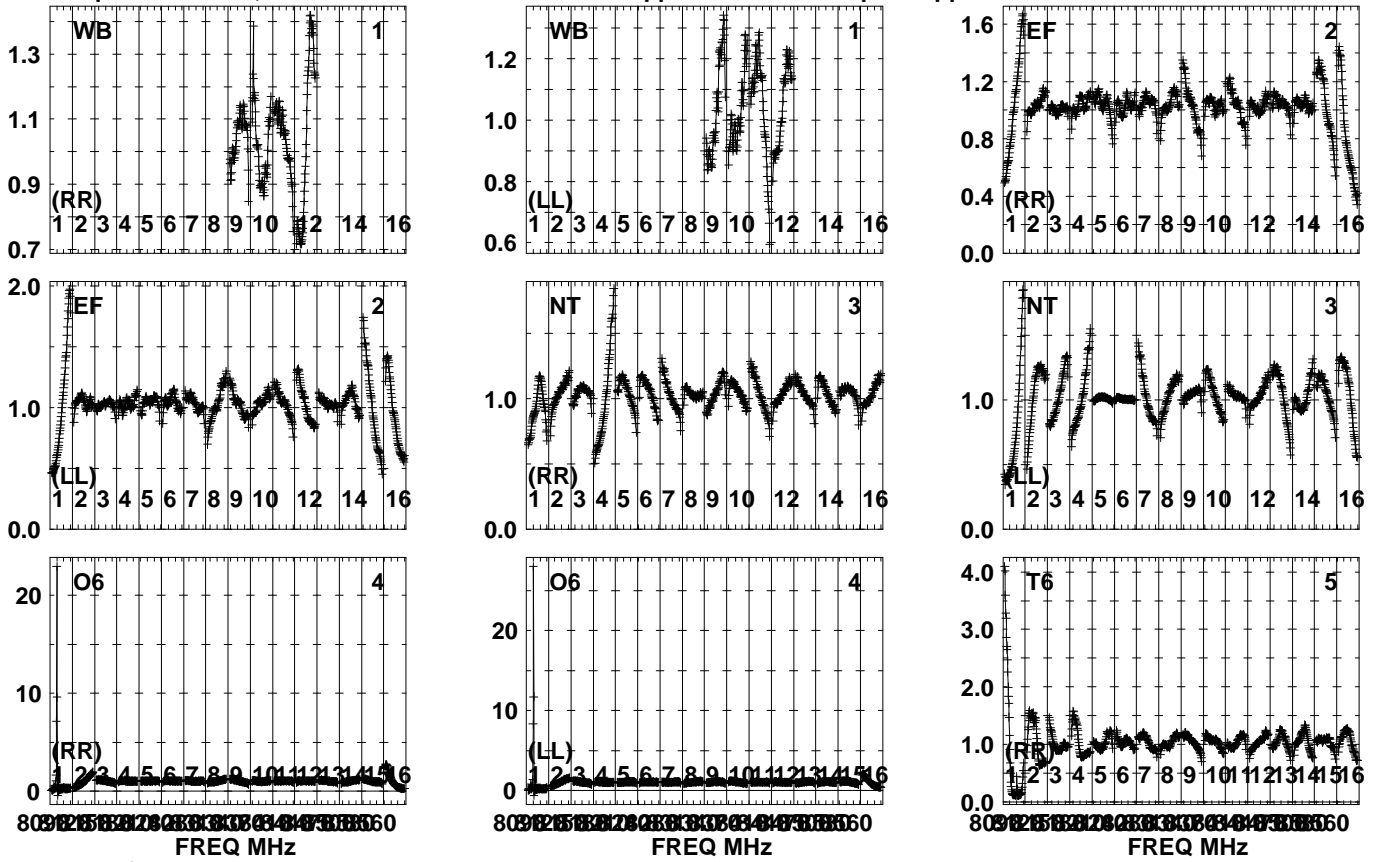 WB 1
1.3
1.1
0.9
0.7
(RR)
1 2 3 4 5 6 7 8 9 10 12 14 16
WB 1
1.2
1.0
0.8
0.6
(LL)
1 2 3 4 5 6 7 8 9 10 12 14 16
EF 2
1.6
1.2
0.8
0.4
0.0
(RR)
1 2 3 4 5 6 7 8 9 10 12 14 16
EF 2
2.0
1.0
0.0
(LL)
1 2 3 4 5 6 7 8 9 10 12 14 16
NT 3
1.0
0.0
(RR)
1 2 3 4 5 6 7 8 9 10 12 14 16
NT 3
1.0
0.0
(LL)
1 2 3 4 5 6 7 8 9 10 12 14 16
O6 4
20
10
0
(RR)
1 2 3 4 5 6 7 8 9 10 11 12 13 14 15 16
FREQ MHz
O6 4
20
10
0
(LL)
1 2 3 4 5 6 7 8 9 10 11 12 13 14 15 16
FREQ MHz
T6 5
4.0
3.0
2.0
1.0
0.0
(RR)
1 2 3 4 5 6 7 8 9 10 11 12 13 14 15 16
FREQ MHz